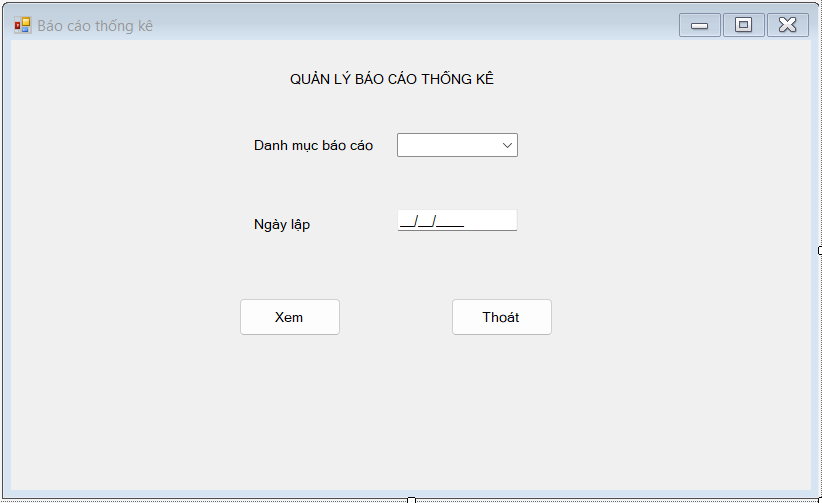 Báo cáo thống kê
QUẢN LÝ BÁO CÁO THỐNG KÊ
Danh mục báo cáo
Ngày lập __/__/____
Xem Thoát